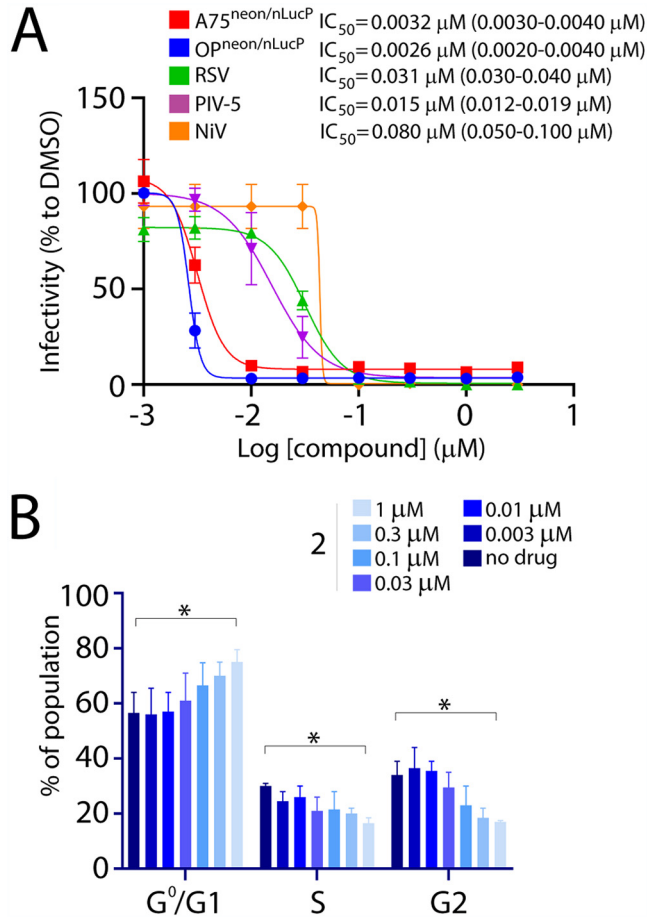 A
A75neon/nLucP IC50= 0.0032 µM (0.0030-0.0040 µM)
OPneon/nLucP IC50= 0.0026 µM (0.0020-0.0040 µM)
RSV IC50= 0.031 µM (0.030-0.040 µM)
PIV-5 IC50= 0.015 µM (0.012-0.019 µM)
NiV IC50= 0.080 µM (0.050-0.100 µM)
Infectivity (% to DMSO)
150
100
50
0
-3 -2 -1 0 1
Log [compound] (µM)
B
2
1 µM 0.01 µM
0.3 µM 0.003 µM
0.1 µM no drug
0.03 µM
% of population
100
80
60
40
20
0
* * *
G⁰/G1 S G2